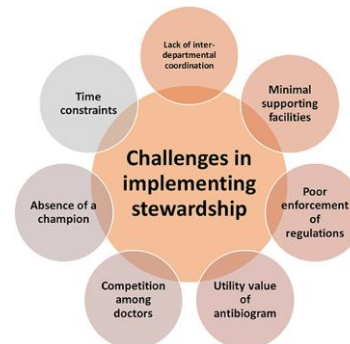 Lack of inter-
departmental
coordination
Minimal
supporting
facilities
Poor
enforcement
of
regulations
Utility value
of
antibiogram
Competition
among
doctors
Absence of a
champion
Time
constraints
Challenges in
implementing
stewardship